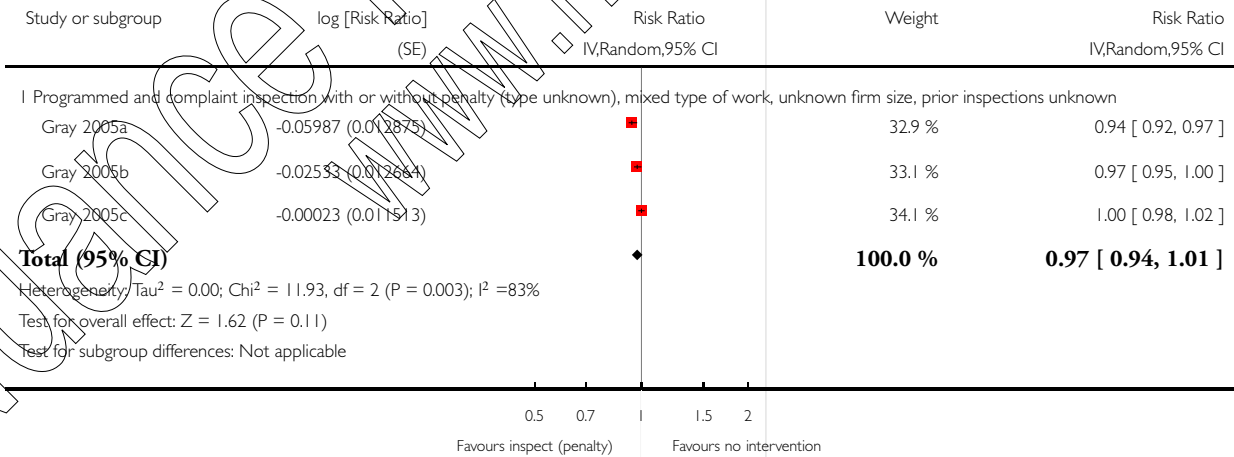 Study or subgroup log [Risk Ratio] Risk Ratio Weight Risk Ratio
(SE) IV,Random,95% CI IV,Random,95% CI
1 Programmed and complaint inspection with or without penalty (type unknown), mixed type of work, unknown firm size, prior inspections unknown
Gray 2005a -0.05987 (0.012875) 32.9 % 0.94 [ 0.92, 0.97 ]
Gray 2005b -0.02533 (0.012664) 33.1 % 0.97 [ 0.95, 1.00 ]
Gray 2005c -0.00023 (0.011513) 34.1 % 1.00 [ 0.98, 1.02 ]
Total (95% CI) 100.0 % 0.97 [ 0.94, 1.01 ]
Heterogeneity: Tau² = 0.00; Chi² = 11.93, df = 2 (P = 0.003); I² =83%
Test for overall effect: Z = 1.62 (P = 0.11)
Test for subgroup differences: Not applicable
0.5 0.7 1 1.5 2
Favours inspect (penalty) Favours no intervention